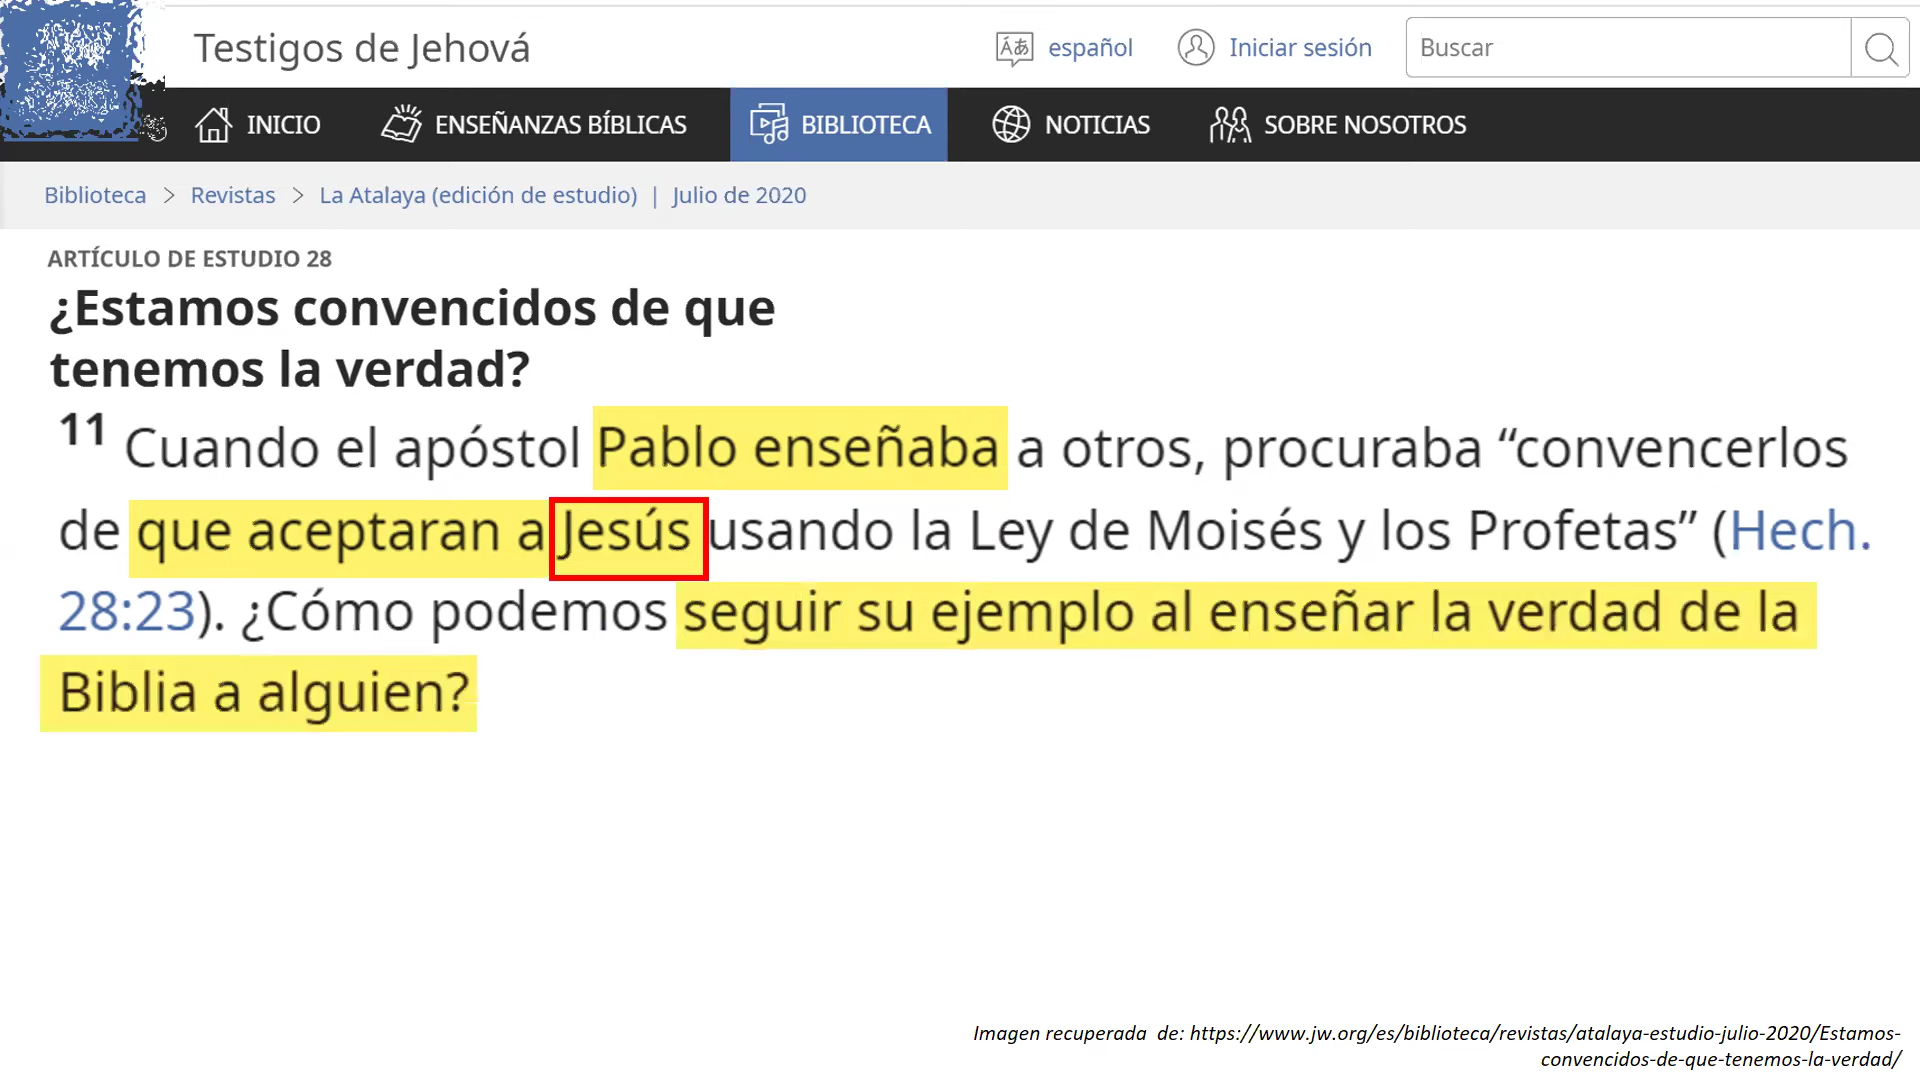 Testigos de Jehová
español
Iniciar sesión
Buscar
INICIO
ENSEÑANZAS BÍBLICAS
BIBLIOTECA
NOTICIAS
SOBRE NOSOTROS
Biblioteca > Revistas > La Atalaya (edición de estudio) | Julio de 2020
ARTÍCULO DE ESTUDIO 28
¿Estamos convencidos de que
tenemos la verdad?
11 Cuando el apóstol Pablo enseñaba a otros, procuraba “convencerlos
de que aceptaran a Jesús usando la Ley de Moisés y los Profetas” (Hech.
28:23). ¿Cómo podemos seguir su ejemplo al enseñar la verdad de la
Biblia a alguien?
Imagen recuperada de: https://www.jw.org/es/biblioteca/revistas/atalaya-estudio-julio-2020/Estamos-
convencidos-de-que-tenemos-la-verdad/